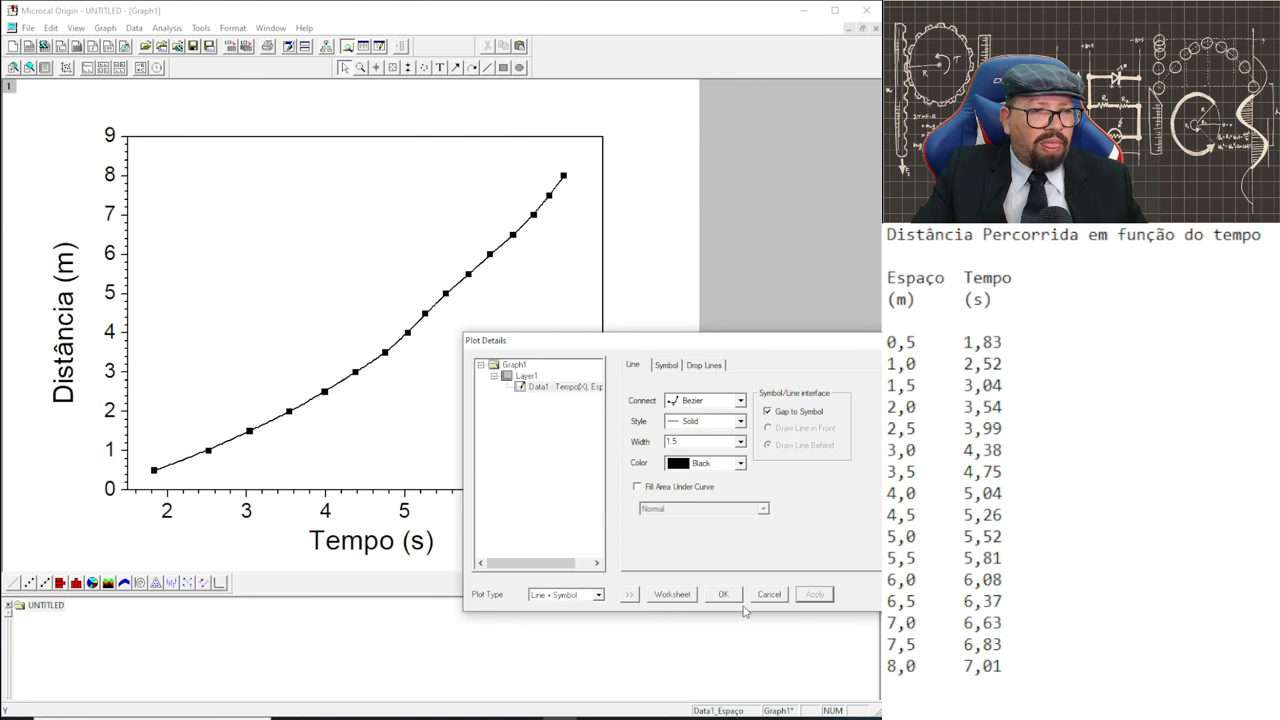 Microcal Origin - UNTITLED - [Graph1]
File Edit View Graph Data Analysis Tools Format Window Help
1
9
8
7
6
5
4
3
2
1
0
Distância (m)
2 3 4 5
Tempo (s)
Plot Details
Graph1
Layer1
Data1 : Tempo(X), Esp
Line Symbol Drop Lines
Connect Bezier
Style Solid
Width 1.5
Color Black
Symbol/Line interface
Gap to Symbol
Draw Line in Front
Draw Line Behind
Fill Area Under Curve
Normal
Plot Type Line + Symbol >> Worksheet OK Cancel Apply
UNTITLED
Y Data1_Espaço Graph1* NUM
Distância Percorrida em função do tempo
Espaço Tempo
(m) (s)
0,5 1,83
1,0 2,52
1,5 3,04
2,0 3,54
2,5 3,99
3,0 4,38
3,5 4,75
4,0 5,04
4,5 5,26
5,0 5,52
5,5 5,81
6,0 6,08
6,5 6,37
7,0 6,63
7,5 6,83
8,0 7,01